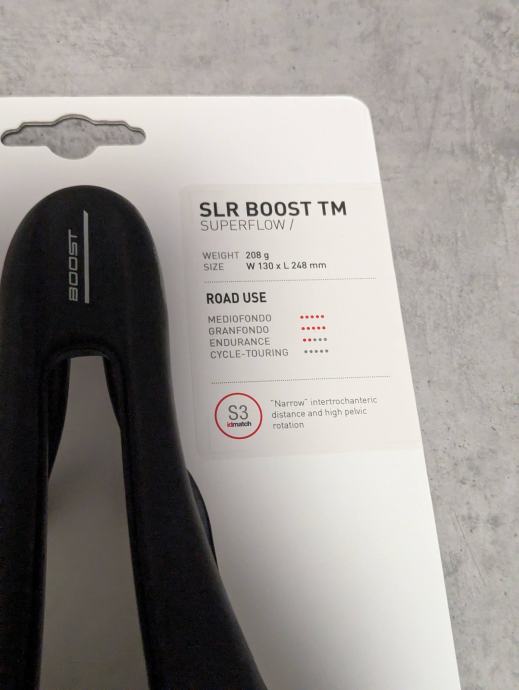 BOOST
SLR BOOST TM
SUPERFLOW /
WEIGHT 208 g
SIZE W 130 x L 248 mm
ROAD USE
MEDIOFONDO
GRANFONDO
ENDURANCE
CYCLE-TOURING
S3
idmatch
"Narrow" intertrochanteric
distance and high pelvic
rotation